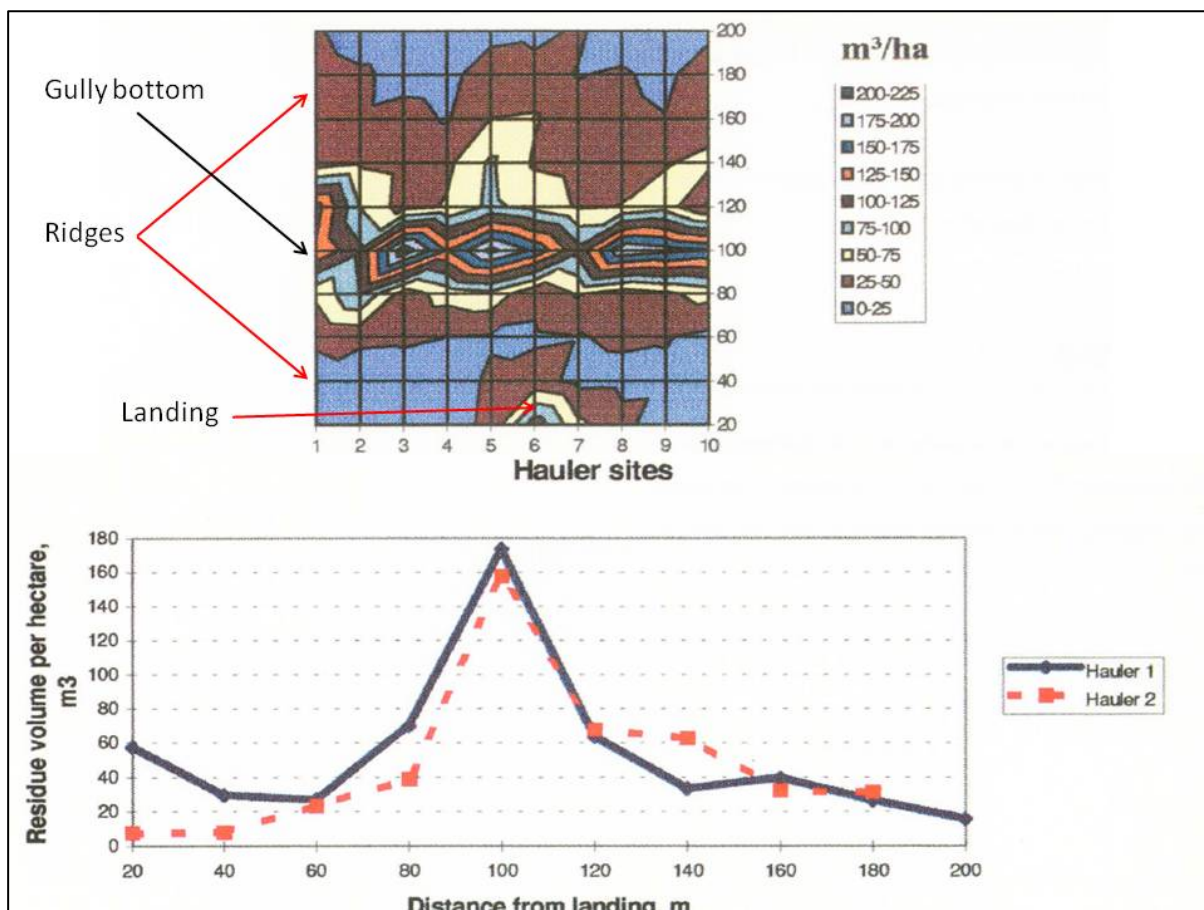 m³/ha
200-225
175-200
150-175
125-150
100-125
75-100
50-75
25-50
0-25
Gully bottom
Ridges
Landing
200
180
160
140
120
100
80
60
40
20
1 2 3 4 5 6 7 8 9 10
Hauler sites
Residue volume per hectare,
m3
180
160
140
120
100
80
60
40
20
0
20 40 60 80 100 120 140 160 180 200
Distance from landing, m
Hauler 1
Hauler 2